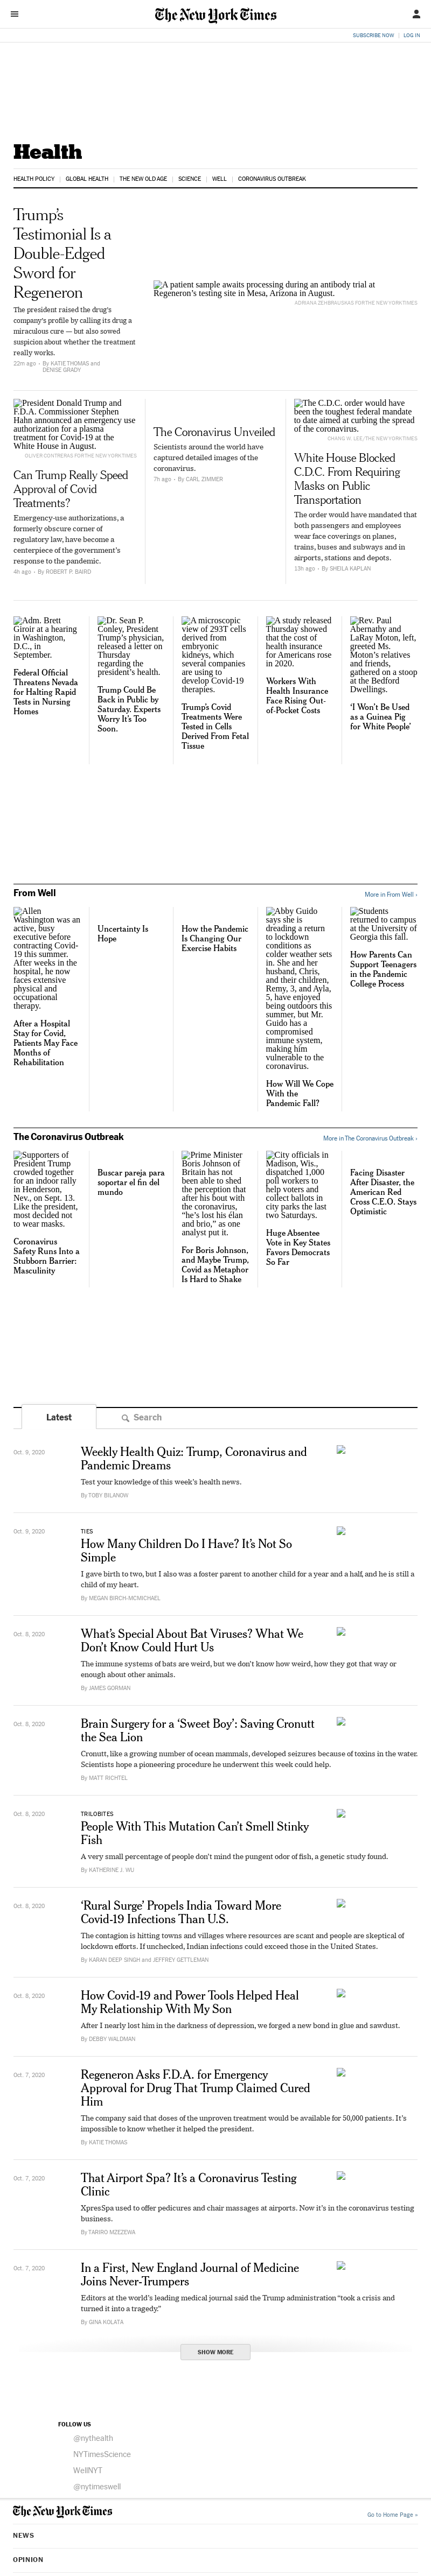 The New York Times
SUBSCRIBE NOW | LOG IN
Health
HEALTH POLICY | GLOBAL HEALTH | THE NEW OLD AGE | SCIENCE | WELL | CORONAVIRUS OUTBREAK
Trump’s
Testimonial Is a
Double-Edged
Sword for
Regeneron
The president raised the drug’s
company’s profile by calling its drug a
miraculous cure — but also sowed
suspicion about whether the treatment
really works.
22m ago • By KATIE THOMAS and
DENISE GRADY
A patient sample awaits processing during an antibody trial at
Regeneron’s testing site in Mesa, Arizona in August.
ADRIANA ZEHBRAUSKAS FOR THE NEW YORK TIMES
President Donald Trump and
F.D.A. Commissioner Stephen
Hahn announced an emergency use
authorization for a plasma
treatment for Covid-19 at the
White House in August.
OLIVER CONTRERAS FOR THE NEW YORK TIMES
Can Trump Really Speed
Approval of Covid
Treatments?
Emergency-use authorizations, a
formerly obscure corner of
regulatory law, have become a
centerpiece of the government’s
response to the pandemic.
4h ago • By ROBERT P. BAIRD
The Coronavirus Unveiled
Scientists around the world have
captured detailed images of the
coronavirus.
7h ago • By CARL ZIMMER
The C.D.C. order would have
been the toughest federal mandate
to date aimed at curbing the spread
of the coronavirus.
CHANG W. LEE/THE NEW YORK TIMES
White House Blocked
C.D.C. From Requiring
Masks on Public
Transportation
The order would have mandated that
both passengers and employees
wear face coverings on planes,
trains, buses and subways and in
airports, stations and depots.
13h ago • By SHEILA KAPLAN
Adm. Brett
Giroir at a hearing
in Washington,
D.C., in
September.
Federal Official
Threatens Nevada
for Halting Rapid
Tests in Nursing
Homes
Dr. Sean P.
Conley, President
Trump’s physician,
released a letter on
Thursday
regarding the
president’s health.
Trump Could Be
Back in Public by
Saturday. Experts
Worry It’s Too
Soon.
A microscopic
view of 293T cells
derived from
embryonic
kidneys, which
several companies
are using to
develop Covid-19
therapies.
Trump’s Covid
Treatments Were
Tested in Cells
Derived From Fetal
Tissue
A study released
Thursday showed
that the cost of
health insurance
for Americans rose
in 2020.
Workers With
Health Insurance
Face Rising Out-
of-Pocket Costs
Rev. Paul
Abernathy and
LaRay Moton, left,
greeted Ms.
Moton’s relatives
and friends,
gathered on a stoop
at the Bedford
Dwellings.
‘I Won’t Be Used
as a Guinea Pig
for White People’
From Well
More in From Well ›
Allen
Washington was an
active, busy
executive before
contracting Covid-
19 this summer.
After weeks in the
hospital, he now
faces extensive
physical and
occupational
therapy.
After a Hospital
Stay for Covid,
Patients May Face
Months of
Rehabilitation
Uncertainty Is
Hope
How the Pandemic
Is Changing Our
Exercise Habits
Abby Guido
says she is
dreading a return
to lockdown
conditions as
colder weather sets
in. She and her
husband, Chris,
and their children,
Remy, 3, and Ayla,
5, have enjoyed
being outdoors this
summer, but Mr.
Guido has a
compromised
immune system,
making him
vulnerable to the
coronavirus.
How Will We Cope
With the
Pandemic Fall?
Students
returned to campus
at the University of
Georgia this fall.
How Parents Can
Support Teenagers
in the Pandemic
College Process
The Coronavirus Outbreak
More in The Coronavirus Outbreak ›
Supporters of
President Trump
crowded together
for an indoor rally
in Henderson,
Nev., on Sept. 13.
Like the president,
most decided not
to wear masks.
Coronavirus
Safety Runs Into a
Stubborn Barrier:
Masculinity
Buscar pareja para
soportar el fin del
mundo
Prime Minister
Boris Johnson of
Britain has not
been able to shed
the perception that
after his bout with
the coronavirus,
“he’s lost his élan
and brio,” as one
analyst put it.
For Boris Johnson,
and Maybe Trump,
Covid as Metaphor
Is Hard to Shake
City officials in
Madison, Wis.,
dispatched 1,000
poll workers to
help voters and
collect ballots in
city parks the last
two Saturdays.
Huge Absentee
Vote in Key States
Favors Democrats
So Far
Facing Disaster
After Disaster, the
American Red
Cross C.E.O. Stays
Optimistic
Latest
Search
Oct. 9, 2020
Weekly Health Quiz: Trump, Coronavirus and
Pandemic Dreams
Test your knowledge of this week’s health news.
By TOBY BILANOW
Oct. 9, 2020
TIES
How Many Children Do I Have? It’s Not So
Simple
I gave birth to two, but I also was a foster parent to another child for a year and a half, and he is still a
child of my heart.
By MEGAN BIRCH-MCMICHAEL
Oct. 8, 2020
What’s Special About Bat Viruses? What We
Don’t Know Could Hurt Us
The immune systems of bats are weird, but we don’t know how weird, how they got that way or
enough about other animals.
By JAMES GORMAN
Oct. 8, 2020
Brain Surgery for a ‘Sweet Boy’: Saving Cronutt
the Sea Lion
Cronutt, like a growing number of ocean mammals, developed seizures because of toxins in the water.
Scientists hope a pioneering procedure he underwent this week could help.
By MATT RICHTEL
Oct. 8, 2020
TRILOBITES
People With This Mutation Can’t Smell Stinky
Fish
A very small percentage of people don’t mind the pungent odor of fish, a genetic study found.
By KATHERINE J. WU
Oct. 8, 2020
‘Rural Surge’ Propels India Toward More
Covid-19 Infections Than U.S.
The contagion is hitting towns and villages where resources are scant and people are skeptical of
lockdown efforts. If unchecked, Indian infections could exceed those in the United States.
By KARAN DEEP SINGH and JEFFREY GETTLEMAN
Oct. 8, 2020
How Covid-19 and Power Tools Helped Heal
My Relationship With My Son
After I nearly lost him in the darkness of depression, we forged a new bond in glue and sawdust.
By DEBBY WALDMAN
Oct. 7, 2020
Regeneron Asks F.D.A. for Emergency
Approval for Drug That Trump Claimed Cured
Him
The company said that doses of the unproven treatment would be available for 50,000 patients. It’s
impossible to know whether it helped the president.
By KATIE THOMAS
Oct. 7, 2020
That Airport Spa? It’s a Coronavirus Testing
Clinic
XpresSpa used to offer pedicures and chair massages at airports. Now it’s in the coronavirus testing
business.
By TARIRO MZEZEWA
Oct. 7, 2020
In a First, New England Journal of Medicine
Joins Never-Trumpers
Editors at the world’s leading medical journal said the Trump administration “took a crisis and
turned it into a tragedy.”
By GINA KOLATA
SHOW MORE
FOLLOW US
@nythealth
NYTimesScience
WellNYT
@nytimeswell
The New York Times
Go to Home Page »
NEWS
OPINION